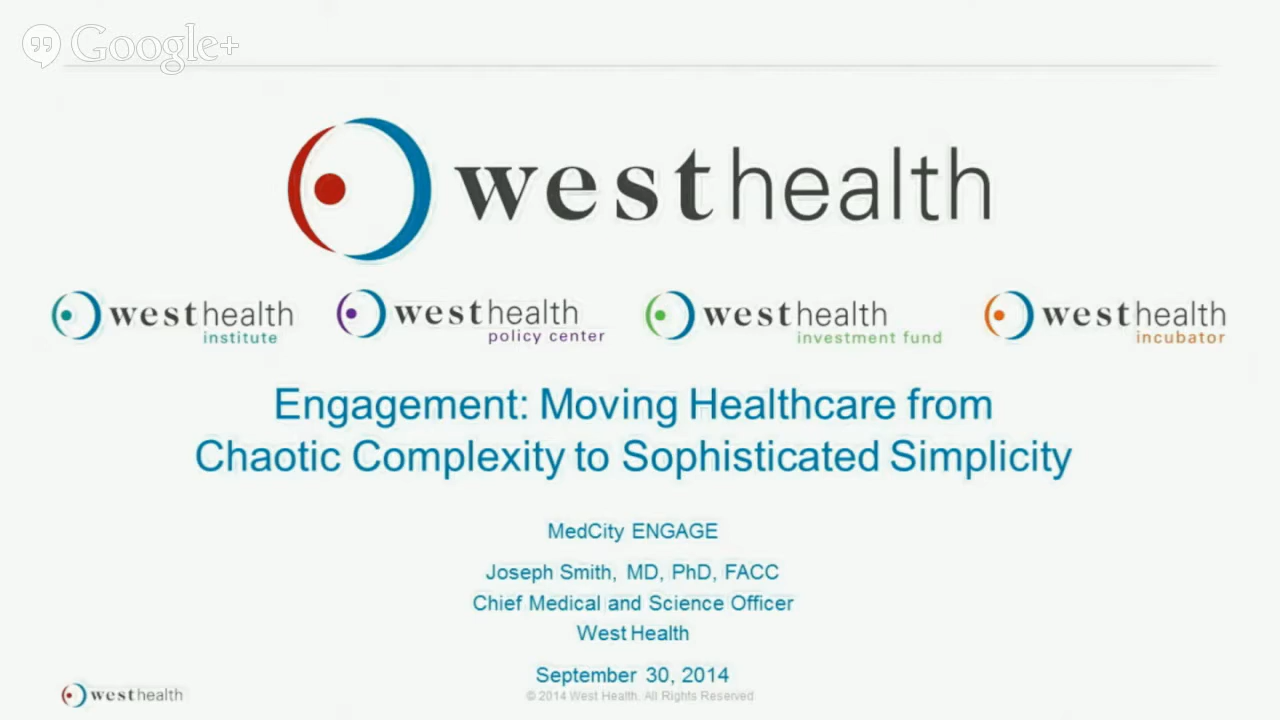 Google+
westhealth
westhealth
institute
westhealth
policy center
westhealth
investment fund
westhealth
incubator
Engagement: Moving Healthcare from
Chaotic Complexity to Sophisticated Simplicity
MedCity ENGAGE
Joseph Smith, MD, PhD, FACC
Chief Medical and Science Officer
West Health
September 30, 2014
© 2014 West Health. All Rights Reserved
westhealth